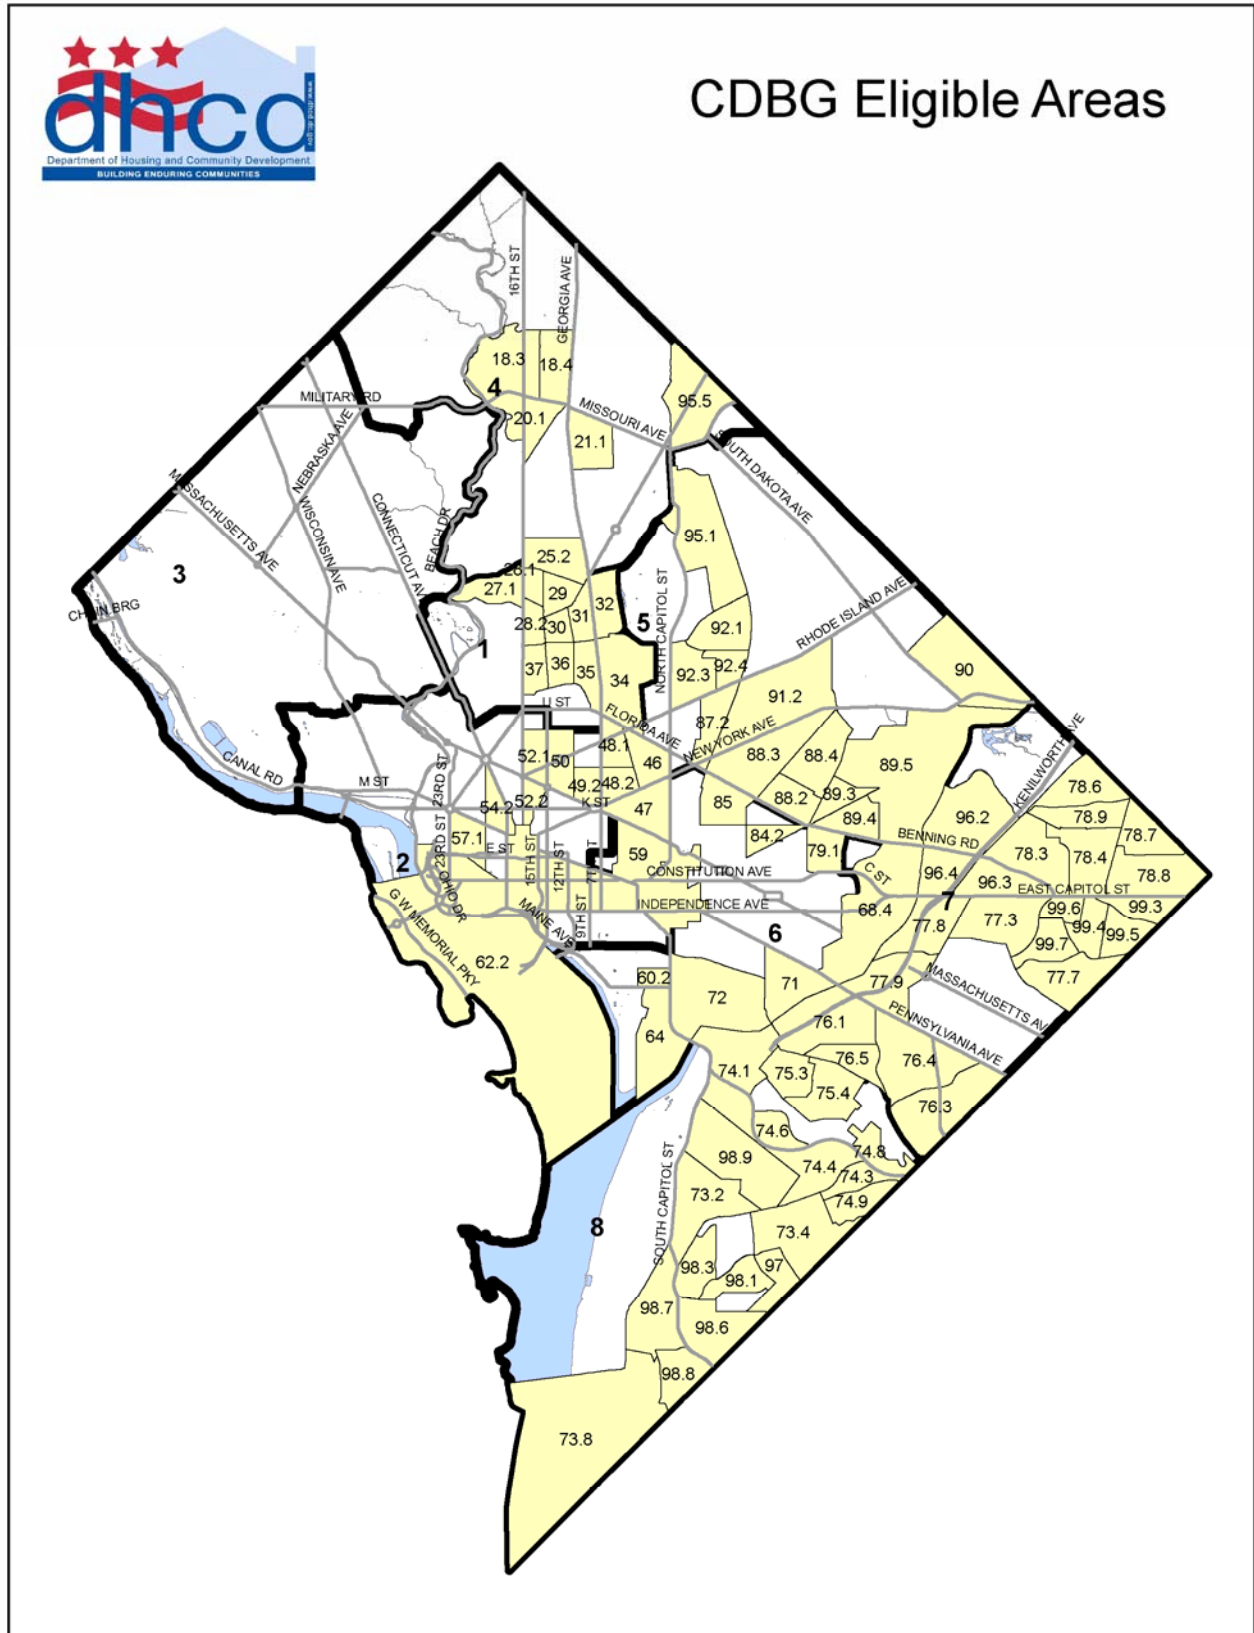 dhcd
www.dhcd.dc.gov
Department of Housing and Community Development
BUILDING ENDURING COMMUNITIES
CDBG Eligible Areas
16TH ST
GEORGIA AVE
18.3
18.4
4
MILITARY RD
20.1
MISSOURI AVE
95.5
21.1
SOUTH DAKOTA AVE
NEBRASKA AVE
MASSACHUSETTS AVE
WISCONSIN AVE
CONNECTICUT AV
BEACH DR
95.1
25.2
3
27.1
29
32
RHODE ISLAND AVE
CH IN BRG
28.2
30
31
5
NORTH CAPITOL ST
92.1
1
37
36
35
34
92.3
92.4
90
91.2
U ST
FLORIDA AVE
87.2
NEW YORK AVE
52.1
50
48.1
46
88.3
88.4
89.5
KENILWORTH AVE
CANAL RD
M ST
23RD ST
54.2
52.2
49.2
48.2
K ST
47
85
88.2
89.3
89.4
78.6
96.2
78.9
57.1
23RD ST
E ST
15TH ST
12TH ST
59
84.2
79.1
BENNING RD
78.3
78.4
78.7
2
CONSTITUTION AVE
C ST
96.4
96.3
78.8
OHIO DR
INDEPENDENCE AVE
68.4
7
EAST CAPITOL ST
G W MEMORIAL PKY
MAINE AVE
9TH ST
6
77.8
77.3
99.6
99.4
99.3
99.5
99.7
62.2
60.2
72
71
77.9
MASSACHUSETTS AV
77.7
64
76.1
PENNSYLVANIA AVE
74.1
75.3
76.5
75.4
76.4
76.3
74.6
74.8
98.9
74.4
74.3
74.9
SOUTH CAPITOL ST
73.2
8
73.4
98.3
98.1
97
98.7
98.6
98.8
73.8